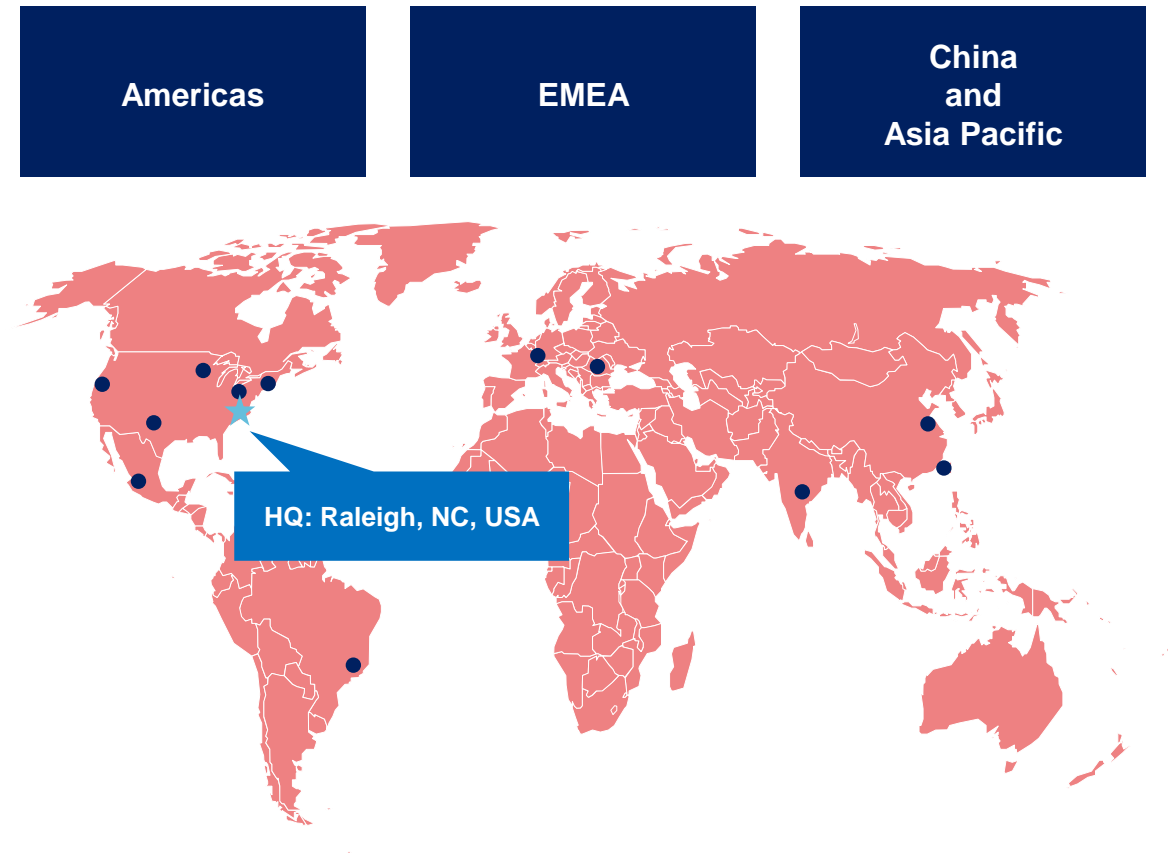 Americas
EMEA
China
and
Asia Pacific
HQ: Raleigh, NC, USA